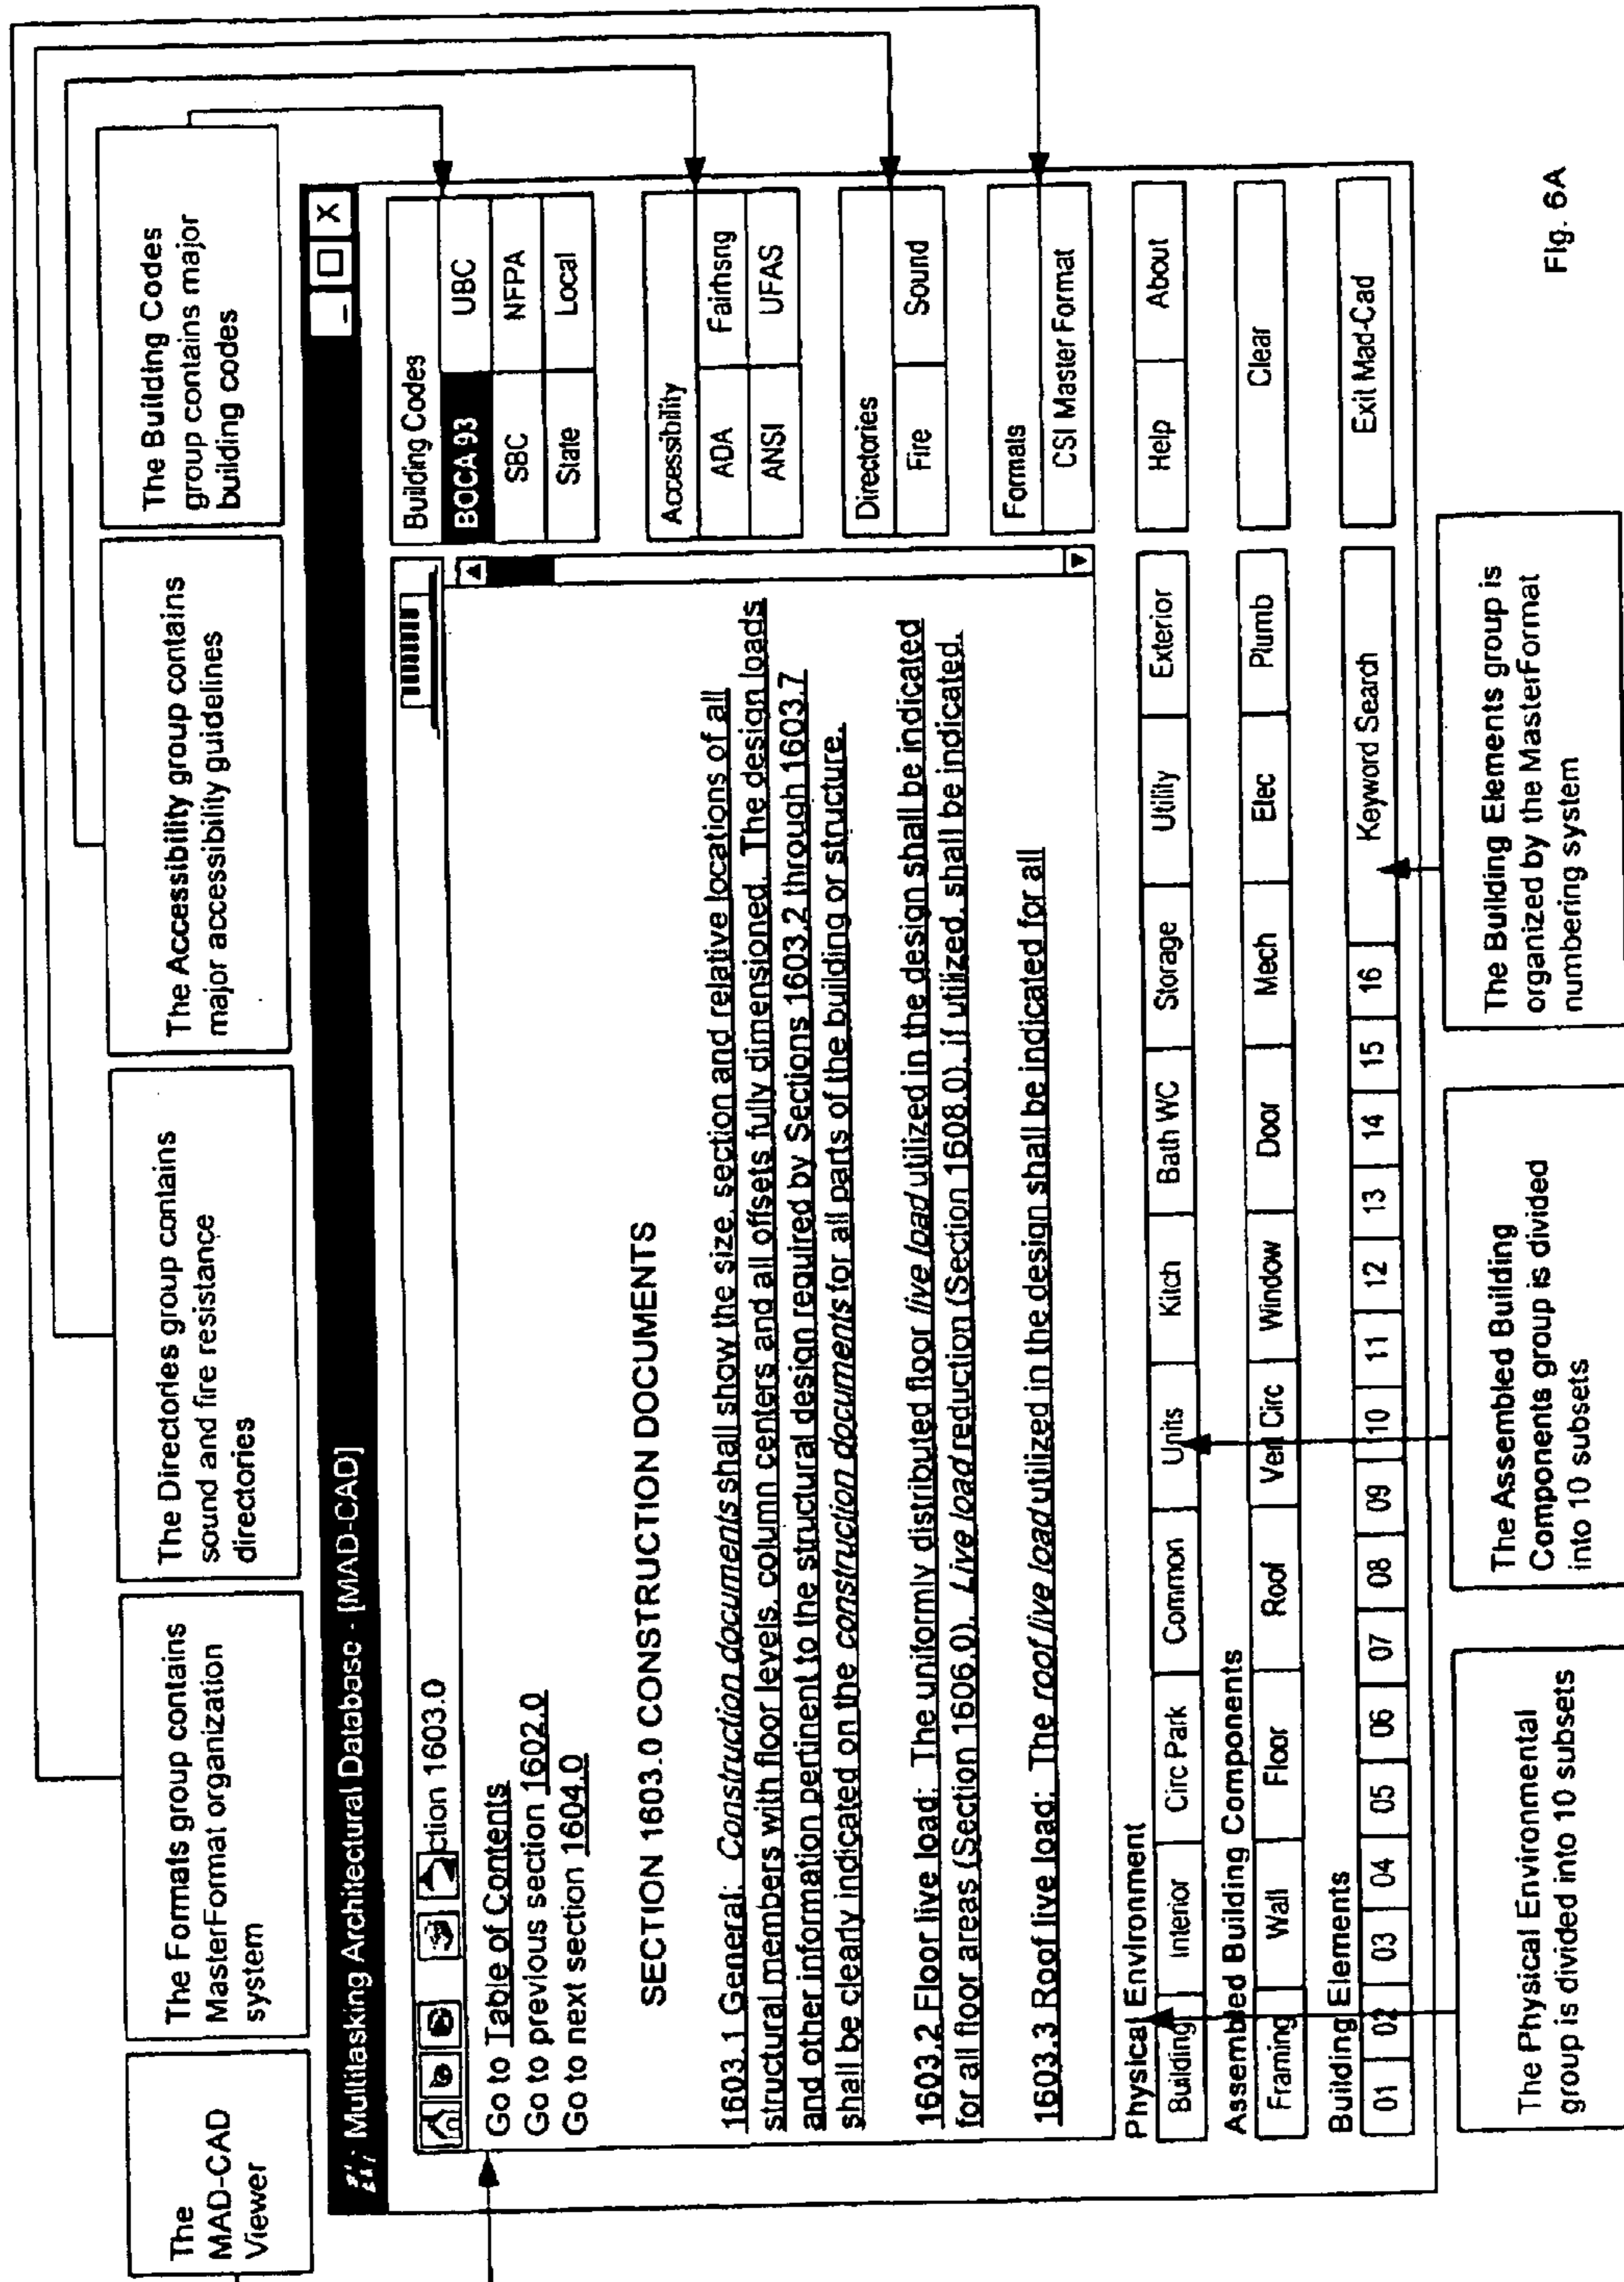 The
MAD-CAD
Viewer
The Formats group contains
MasterFormat organization
system
The Directories group contains
sound and fire resistance
directories
The Accessibility group contains
major accessibility guidelines
The Building Codes
group contains major
building codes
Multitasking Architectural Database - [MAD-CAD]
_ □ X
ction 1603.0
Go to Table of Contents
Go to previous section 1602.0
Go to next section 1604.0
SECTION 1603.0 CONSTRUCTION DOCUMENTS
1603.1 General: Construction documents shall show the size, section and relative locations of all
structural members with floor levels, column centers and all offsets fully dimensioned. The design loads
and other information pertinent to the structural design required by Sections 1603.2 through 1603.7
shall be clearly indicated on the construction documents for all parts of the building or structure.
1603.2 Floor live load: The uniformly distributed floor live load utilized in the design shall be indicated
for all floor areas (Section 1606.0). Live load reduction (Section 1608.0), if utilized, shall be indicated.
1603.3 Roof live load: The roof live load utilized in the design shall be indicated for all
Building Codes
BOCA 93 UBC
SBC NFPA
State Local
Accessibility
ADA Fairhsng
ANSI UFAS
Directories
Fire Sound
Formals
CSI Master Format
Help About
Clear
Exit Mad-Cad
Physical Environment
Building Interior Circ Park Common Units Kitch Bath WC Storage Utility Exterior
Assembed Building Components
Framing Wall Floor Roof Vert Circ Window Door Mech Elec Plumb
Building Elements
01 02 03 04 05 06 07 08 09 10 11 12 13 14 15 16 Keyword Search
The Physical Environmental
group is divided into 10 subsets
The Assembled Building
Components group is divided
into 10 subsets
The Building Elements group is
organized by the MasterFormat
numbering system
Fig. 6A